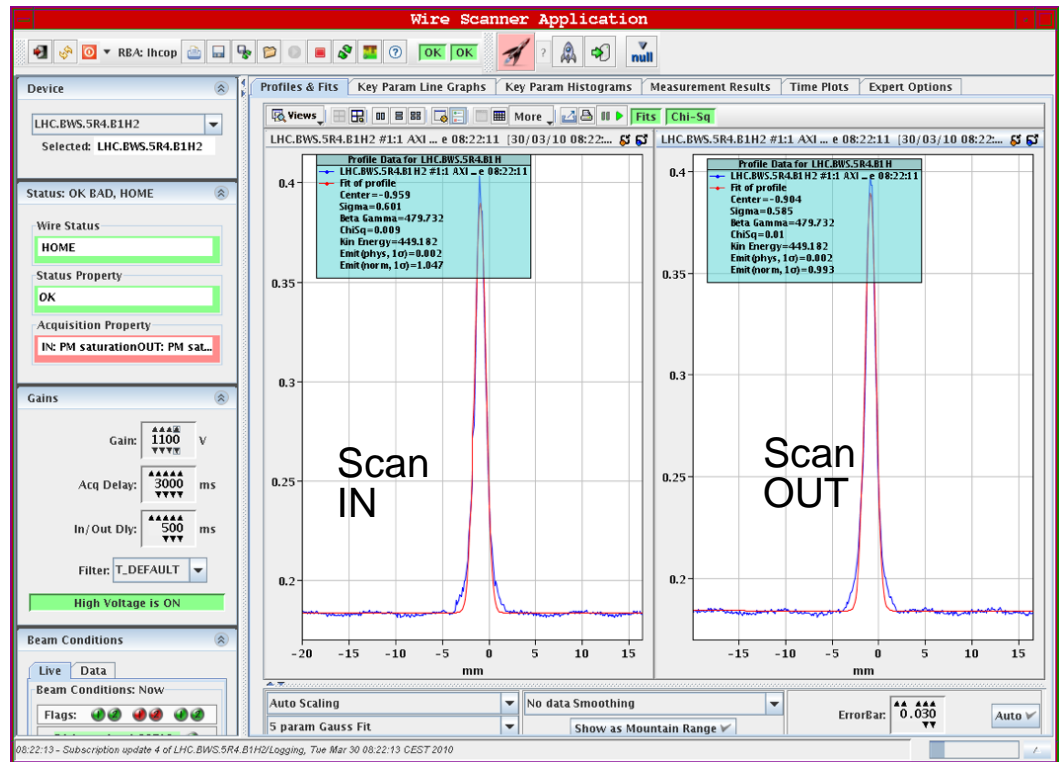 Wire Scanner Application
RBA: lhcop
OK OK
?
null
Device
LHC.BWS.5R4.B1H2
Selected: LHC.BWS.5R4.B1H2
Status: OK BAD, HOME
Wire Status
HOME
Status Property
OK
Acquisition Property
IN: PM saturationOUT: PM sat...
Gains
Gain: 1100 V
Acq Delay: 3000 ms
In/Out Dly: 500 ms
Filter: T_DEFAULT
High Voltage is ON
Beam Conditions
Live Data
Beam Conditions: Now
Flags:
Profiles & Fits Key Param Line Graphs Key Param Histograms Measurement Results Time Plots Expert Options
Views More Fits Chi-Sq
LHC.BWS.5R4.B1H2 #1:1 AXI ... e 08:22:11 [30/03/10 08:22:...
Profile Data for LHC.BWS.5R4.B1H
LHC.BWS.5R4.B1H2 #1:1 AXI ... e 08:22:11
Fit of profile
Center=-0.959
Sigma=0.601
Beta Gamma=479.732
ChiSq=0.009
Kin Energy=449.182
Emit(phys, 1σ)=0.002
Emit(norm, 1σ)=1.047
0.4
0.35
0.3
0.25
0.2
Scan
IN
-20 -15 -10 -5 0 5 10 15
mm
LHC.BWS.5R4.B1H2 #1:1 AXI ... e 08:22:11 [30/03/10 08:22:...
Profile Data for LHC.BWS.5R4.B1H
LHC.BWS.5R4.B1H2 #1:1 AXI ... e 08:22:11
Fit of profile
Center=-0.904
Sigma=0.585
Beta Gamma=479.732
ChiSq=0.01
Kin Energy=449.182
Emit(phys, 1σ)=0.002
Emit(norm, 1σ)=0.993
0.4
0.35
0.3
0.25
0.2
Scan
OUT
-15 -10 -5 0 5 10 15
mm
Auto Scaling
No data Smoothing
5 param Gauss Fit
Show as Mountain Range
ErrorBar: 0.030
Auto
08:22:13 - Subscription update 4 of LHC.BWS.5R4.B1H2/Logging, Tue Mar 30 08:22:13 CEST 2010